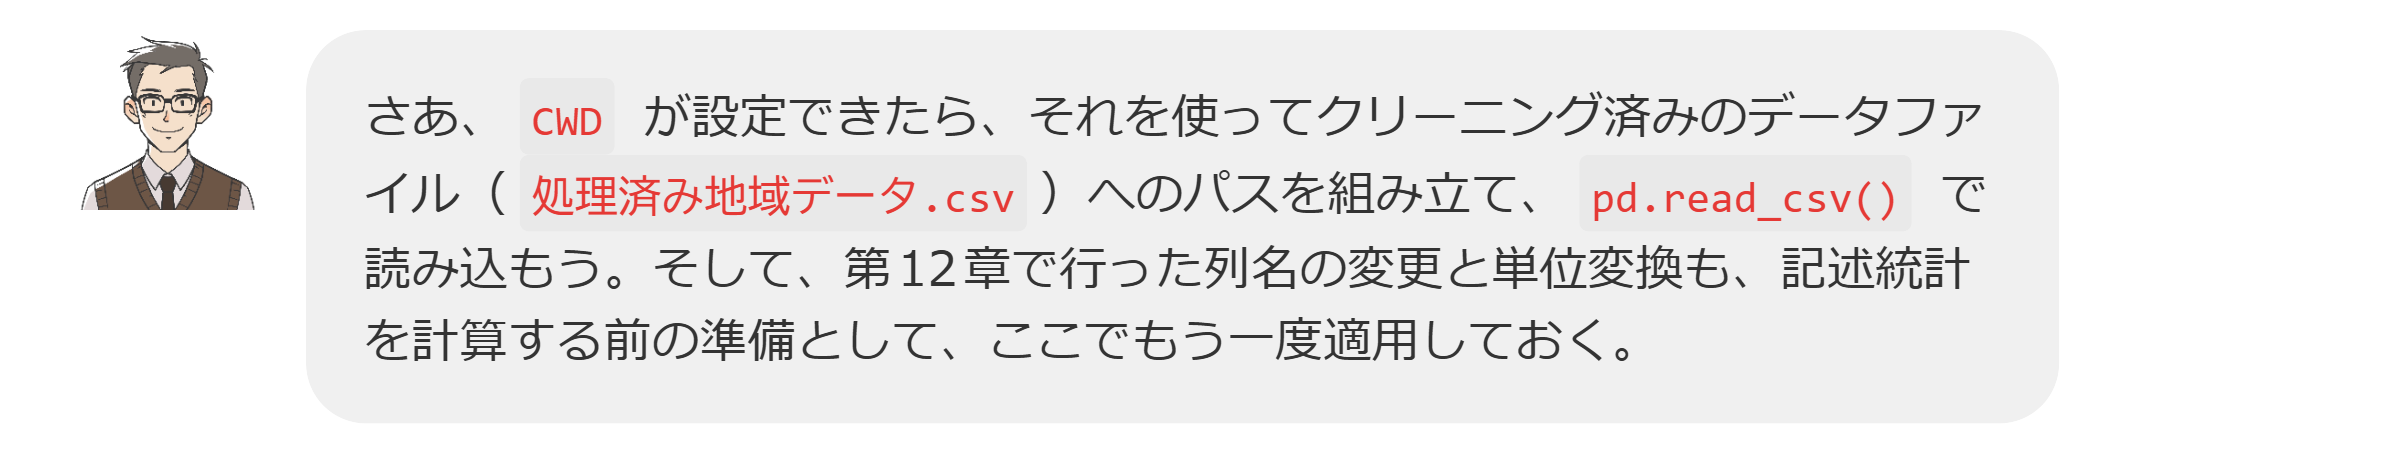 さあ、 CWD が設定できたら、それを使ってクリーニング済みのデータファ
イル（ 処理済み地域データ.csv ）へのパスを組み立て、 pd.read_csv() で
読み込もう。そして、第12章で行った列名の変更と単位変換も、記述統計
を計算する前の準備として、ここでもう一度適用しておく。